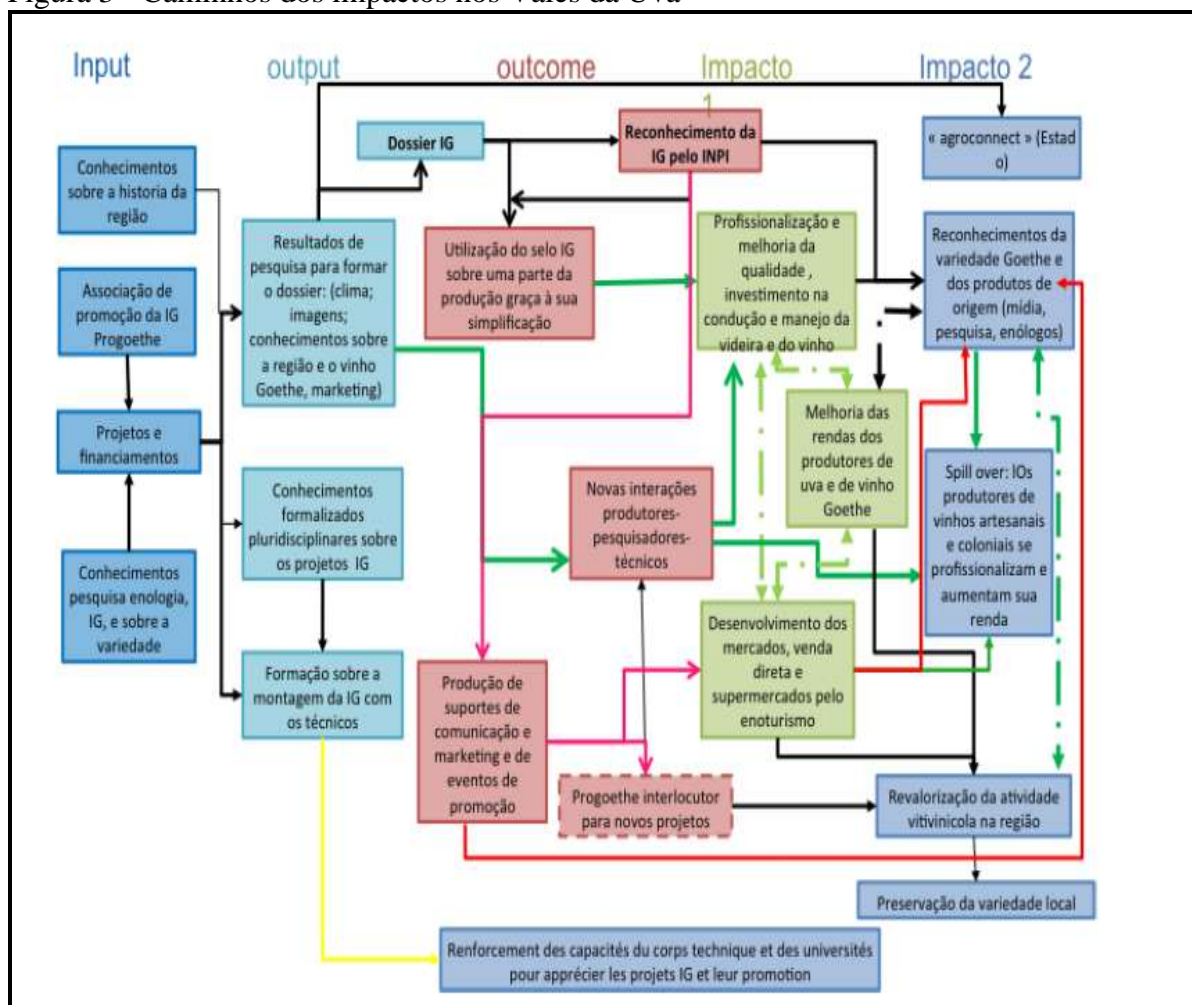 Figura 3 - Caminhos dos Impactos nos Vales da Uva
Input
output
outcome
Impacto
1
Impacto 2
Conhecimentos
sobre a historia da
região
Associação de
promoção da IG
Progoethe
Projetos e
financiamentos
Conhecimentos
pesquisa enologia,
IG, e sobre a
variedade
Dossier IG
Resultados de
pesquisa para formar
o dossier: (clima;
imagens;
conhecimentos sobre
a região e o vinho
Goethe, marketing)
Conhecimentos
formalizados
pluridisciplinares sobre
os projetos IG
Formação sobre a
montagem da IG com
os técnicos
Reconhecimento da
IG pelo INPI
Utilização do selo IG
sobre uma parte da
produção graça à sua
simplificação
Novas interações
produtores-
pesquisadores-
técnicos
Produção de
suportes de
comunicação e
marketing e de
eventos de
promoção
Progoethe interlocutor
para novos projetos
Profissionalização e
melhoria da
qualidade ,
investimento na
condução e manejo da
videira e do vinho
Melhoria das
rendas dos
produtores de
uva e de vinho
Goethe
Desenvolvimento dos
mercados, venda
direta e
supermercados pelo
enoturismo
« agroconnect » (Estad
o)
Reconhecimentos da
variedade Goethe e
dos produtos de
origem (mídia,
pesquisa, enólogos)
Spill over: lOs
produtores de
vinhos artesanais
e coloniais se
profissionalizam e
aumentam sua
renda
Revalorização da atividade
vitivinicola na região
Preservação da variedade local
Renforcement des capacités du corps technique et des universités
pour apprécier les projets IG et leur promotion